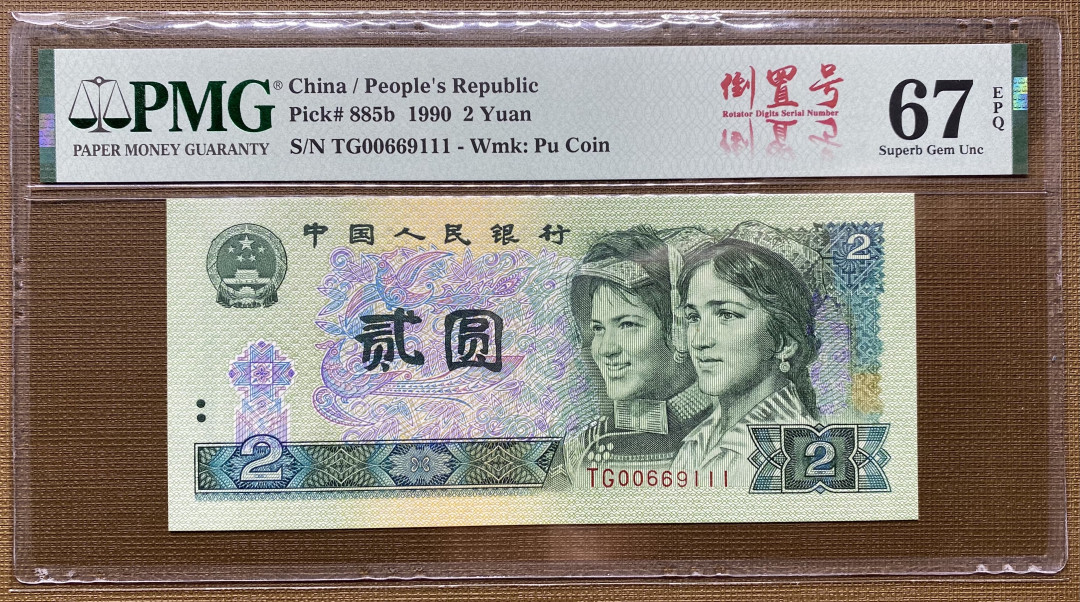 PMG®
PAPER MONEY GUARANTY
China / People's Republic
Pick# 885b 1990 2 Yuan
S/N TG00669111 - Wmk: Pu Coin
倒置号
Rotator Digits Serial Number
67
EPQ
Superb Gem Unc
中国人民银行
2
贰圆
2
TG00669111
2